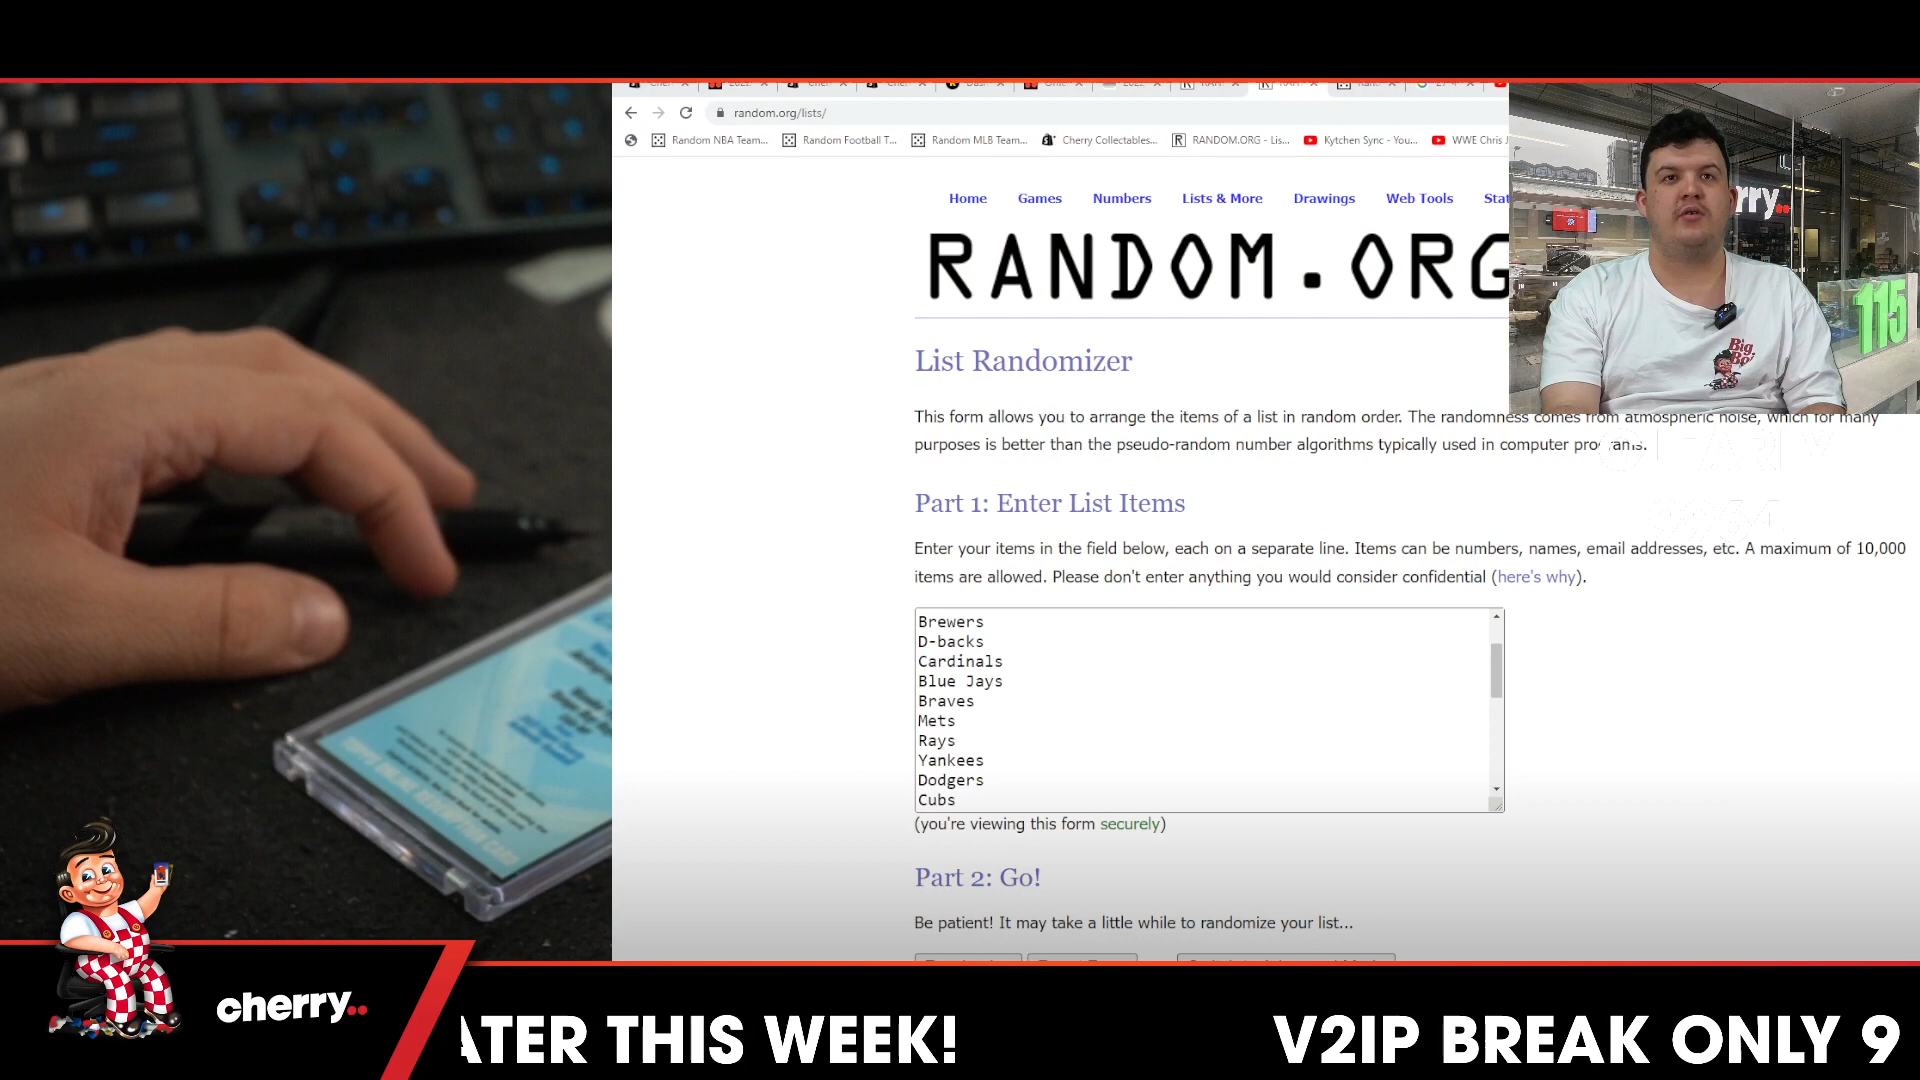 random.org/lists/
Random NBA Team...
Random Football T...
Random MLB Team...
Cherry Collectables...
RANDOM.ORG - Lis...
Kytchen Sync - You...
WWE Chris J
Home
Games
Numbers
Lists & More
Drawings
Web Tools
Stat
RANDOM.ORG
List Randomizer
This form allows you to arrange the items of a list in random order. The randomness comes from atmospheric noise, which for many
purposes is better than the pseudo-random number algorithms typically used in computer programs.
Part 1: Enter List Items
Enter your items in the field below, each on a separate line. Items can be numbers, names, email addresses, etc. A maximum of 10,000
items are allowed. Please don't enter anything you would consider confidential (here's why).
Brewers
D-backs
Cardinals
Blue Jays
Braves
Mets
Rays
Yankees
Dodgers
Cubs
(you're viewing this form securely)
Part 2: Go!
Be patient! It may take a little while to randomize your list...
rry..
115
Big
Boy
cherry..
ATER THIS WEEK!
V2IP BREAK ONLY 9